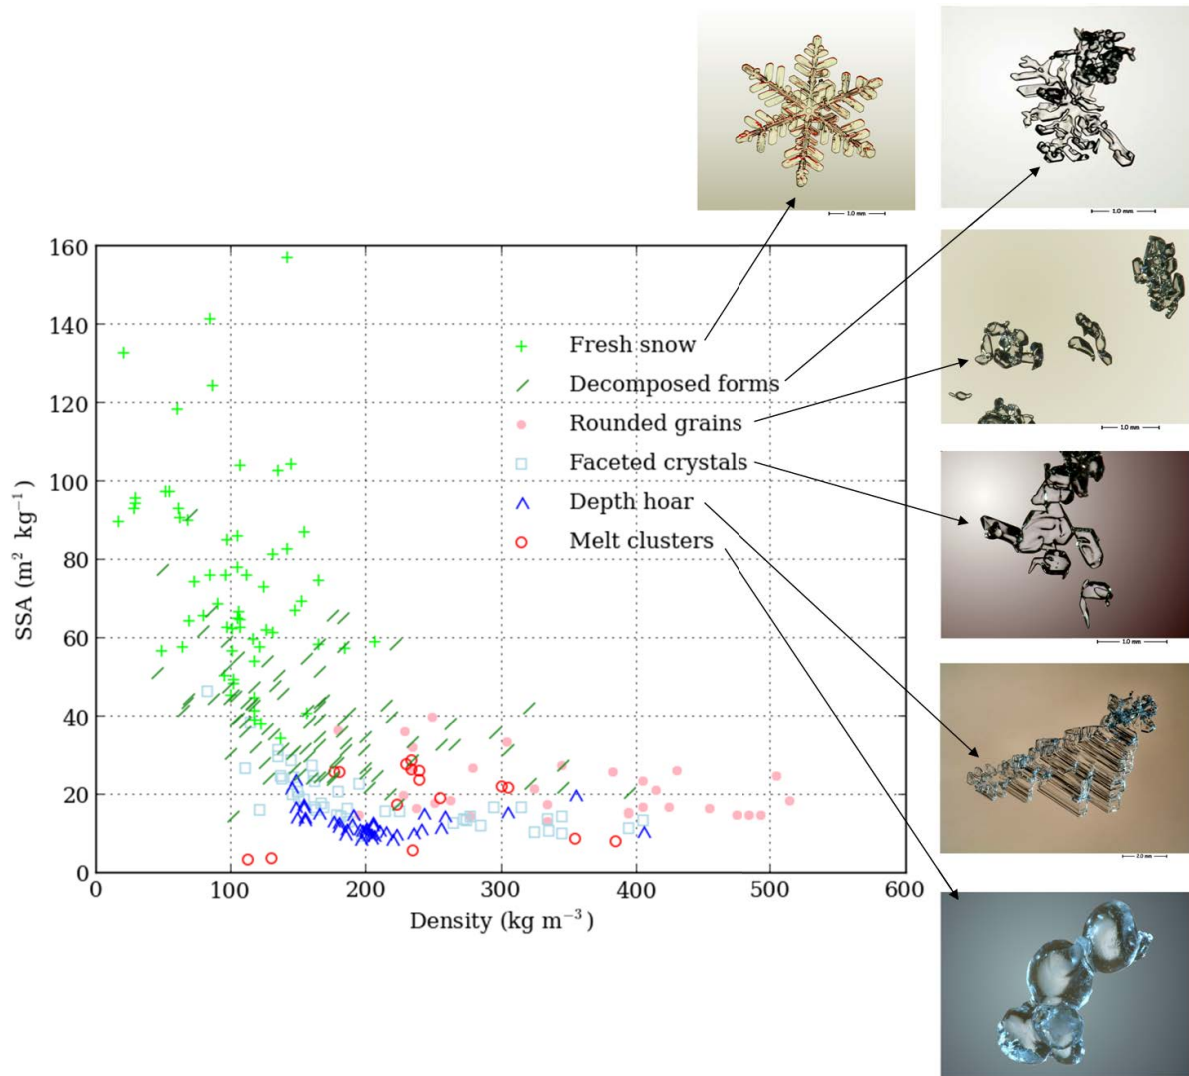 1.0 mm
1.0 mm
1.0 mm
1.0 mm
2.0 mm
160
140
120
100
80
60
40
20
0
SSA (m² kg⁻¹)
Fresh snow
Decomposed forms
Rounded grains
Faceted crystals
Depth hoar
Melt clusters
0 100 200 300 400 500 600
Density (kg m⁻³)